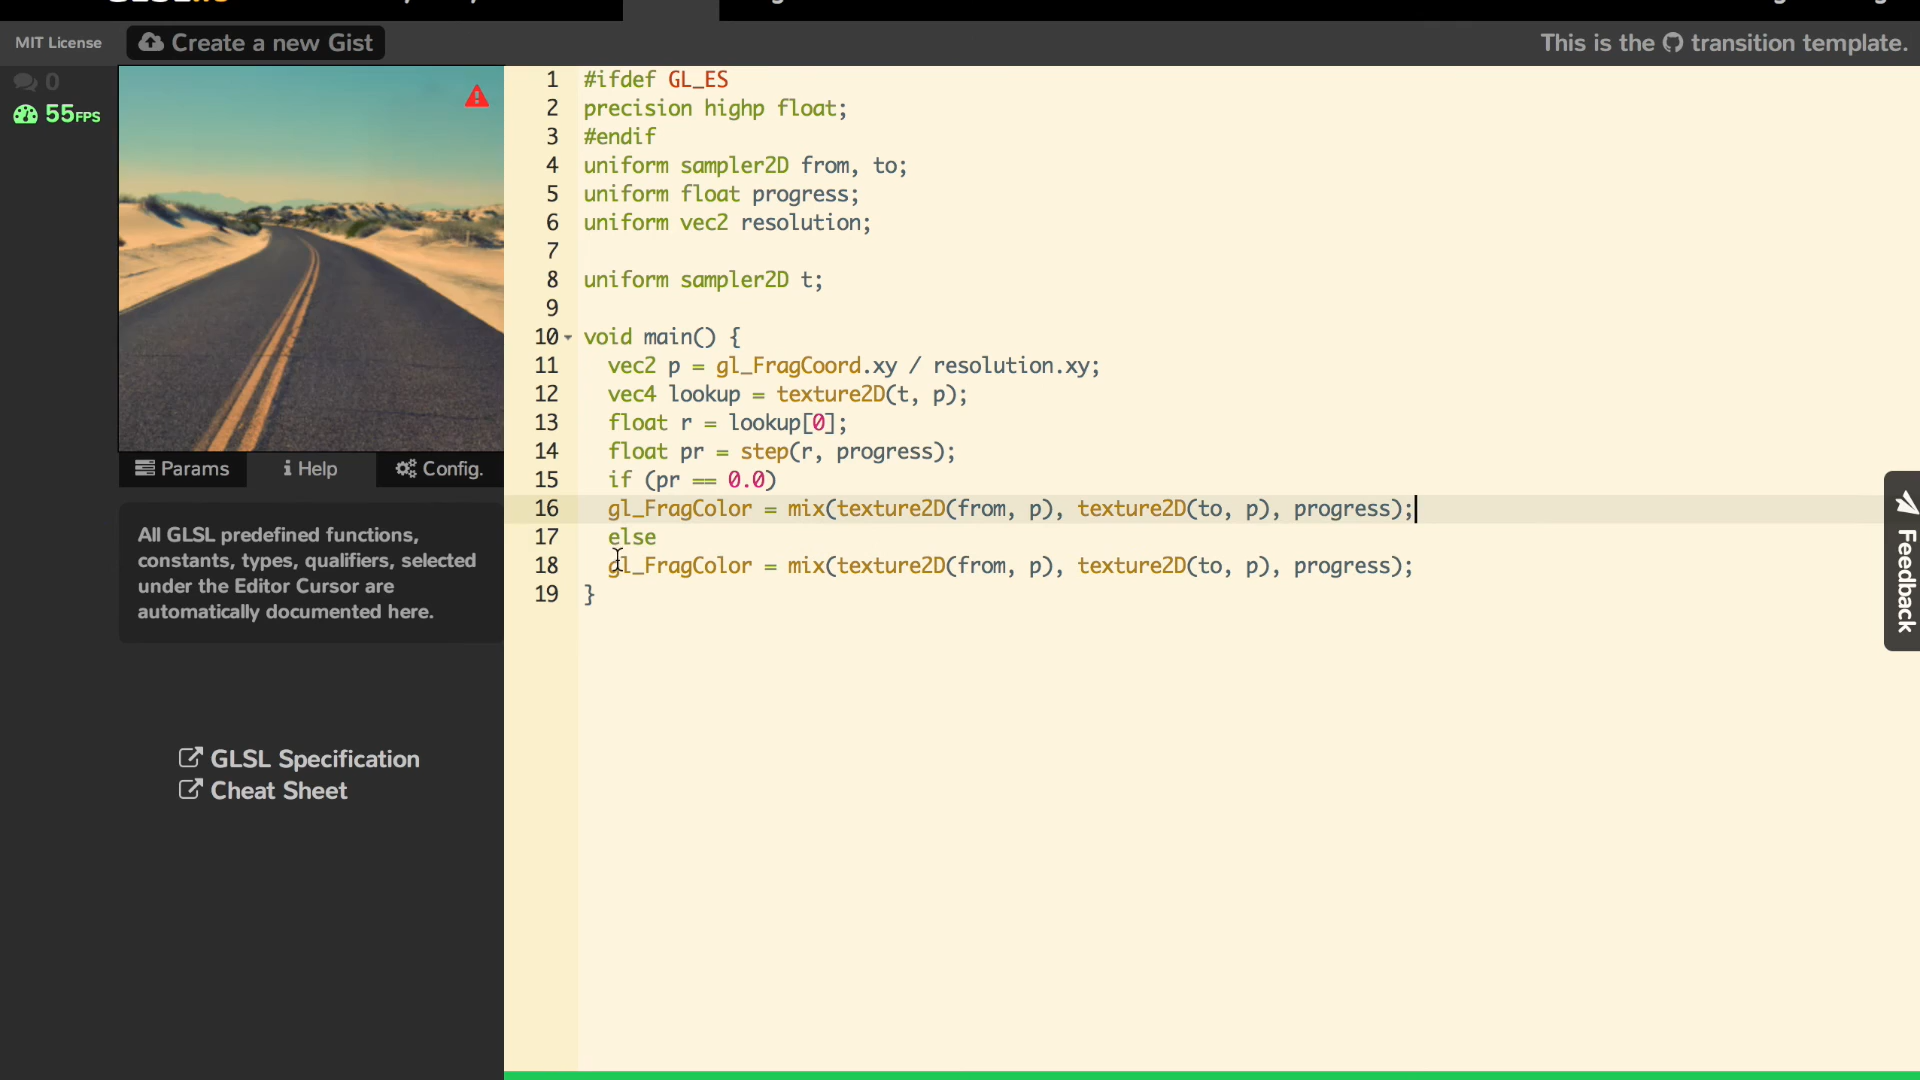 MIT License
Create a new Gist
This is the transition template.
0
55FPS
1 #ifdef GL_ES
2 precision highp float;
3 #endif
4 uniform sampler2D from, to;
5 uniform float progress;
6 uniform vec2 resolution;
7
8 uniform sampler2D t;
9
10 void main() {
11 vec2 p = gl_FragCoord.xy / resolution.xy;
12 vec4 lookup = texture2D(t, p);
13 float r = lookup[0];
14 float pr = step(r, progress);
15 if (pr == 0.0)
16 gl_FragColor = mix(texture2D(from, p), texture2D(to, p), progress);
17 else
18 gl_FragColor = mix(texture2D(from, p), texture2D(to, p), progress);
19 }
Params
Help
Config.
All GLSL predefined functions,
constants, types, qualifiers, selected
under the Editor Cursor are
automatically documented here.
GLSL Specification
Cheat Sheet
Feedback